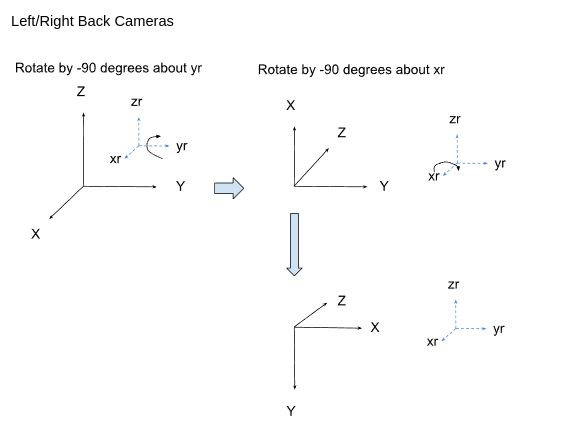 Left/Right Back Cameras
Rotate by -90 degrees about yr
Rotate by -90 degrees about xr
Z
zr
yr
xr
Y
X
X
Z
Y
zr
yr
xr
Z
X
Y
zr
yr
xr